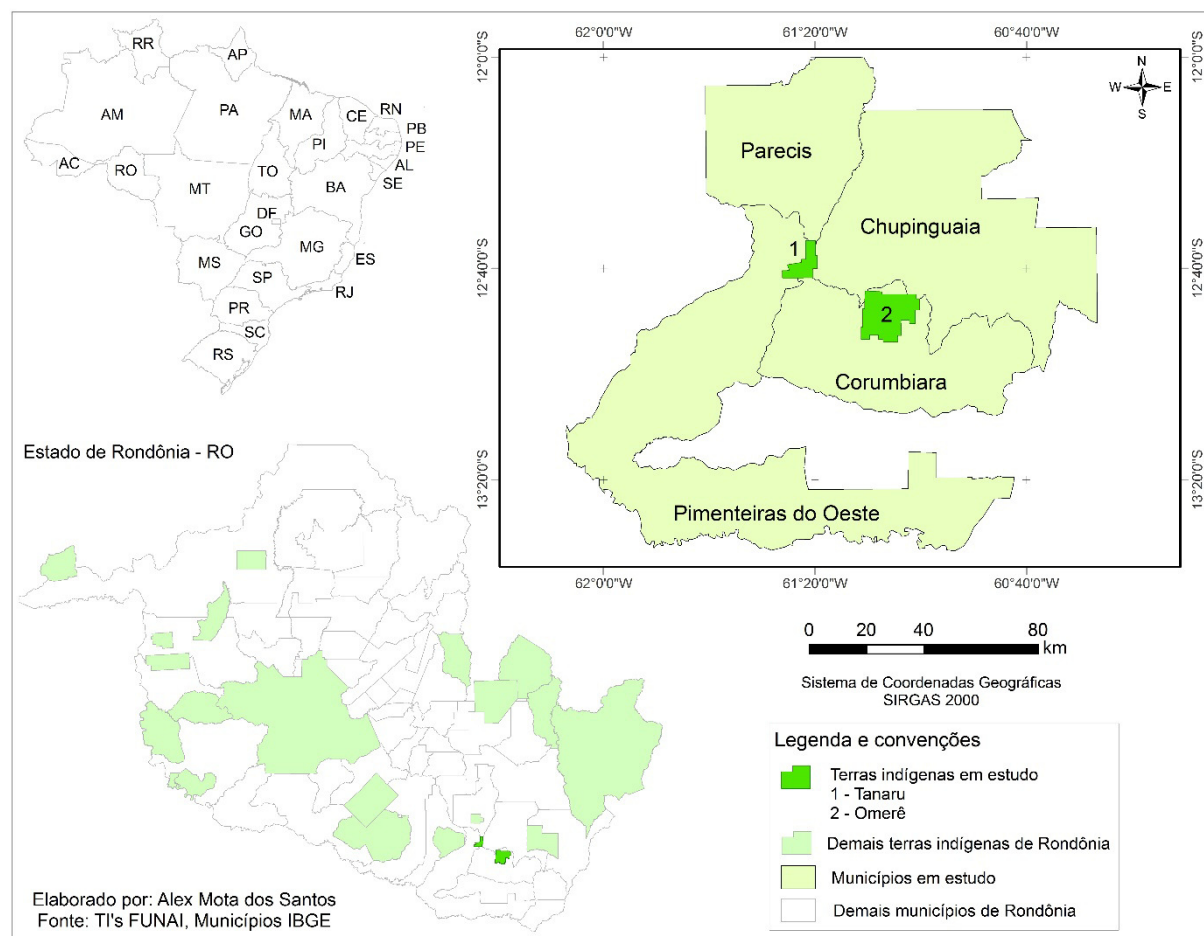 RR
AP
AM
PA
MA
CE
RN
PB
PE
AL
SE
PI
AC
RO
TO
BA
MT
DF
GO
MG
ES
MS
SP
RJ
PR
SC
RS
62°0'0"W
61°20'0"W
60°40'0"W
12°0'0"S
12°0'0"S
N
W
E
S
Parecis
Chupinguaia
1
12°40'0"S
12°40'0"S
2
Corumbiara
13°20'0"S
13°20'0"S
Pimenteiras do Oeste
62°0'0"W
61°20'0"W
60°40'0"W
Estado de Rondônia - RO
0 20 40 80
km
Sistema de Coordenadas Geográficas
SIRGAS 2000
Legenda e convenções
Terras indígenas em estudo
1 - Tanaru
2 - Omerê
Demais terras indígenas de Rondônia
Municípios em estudo
Demais municípios de Rondônia
Elaborado por: Alex Mota dos Santos
Fonte: TI's FUNAI, Municípios IBGE